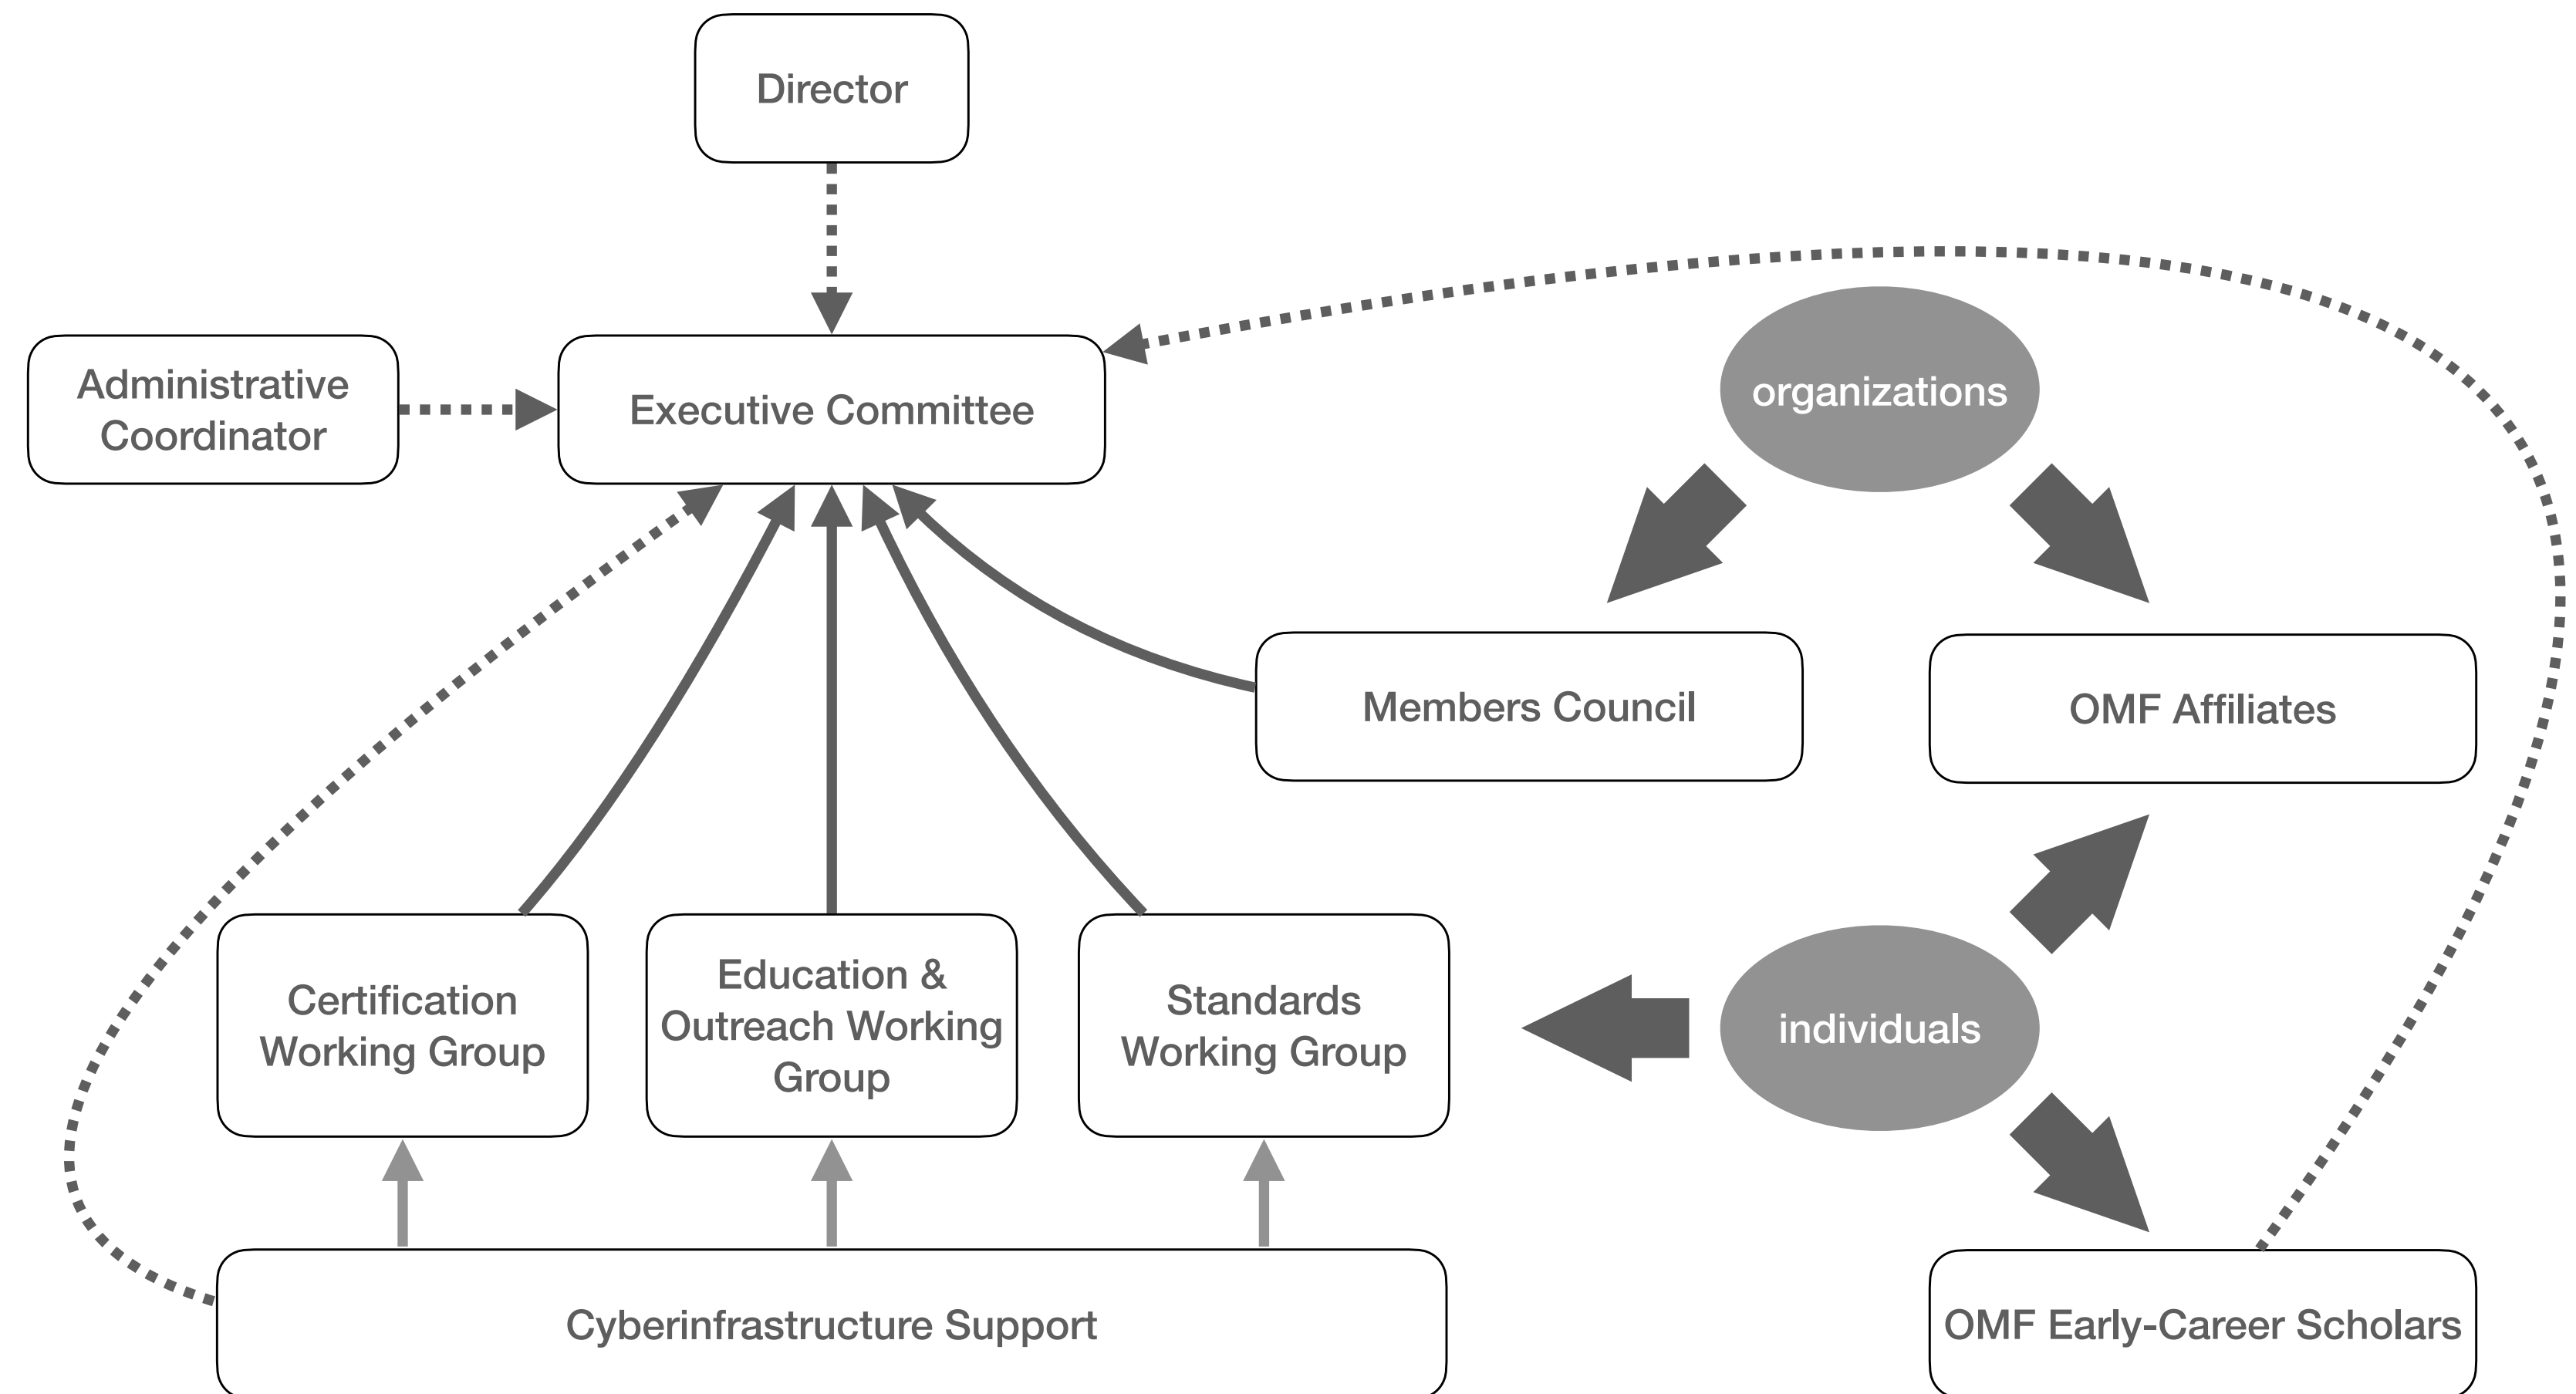 Director
Administrative
Coordinator
Executive Committee
organizations
Members Council
OMF Affiliates
Certification
Working Group
Education &
Outreach Working
Group
Standards
Working Group
individuals
Cyberinfrastructure Support
OMF Early-Career Scholars